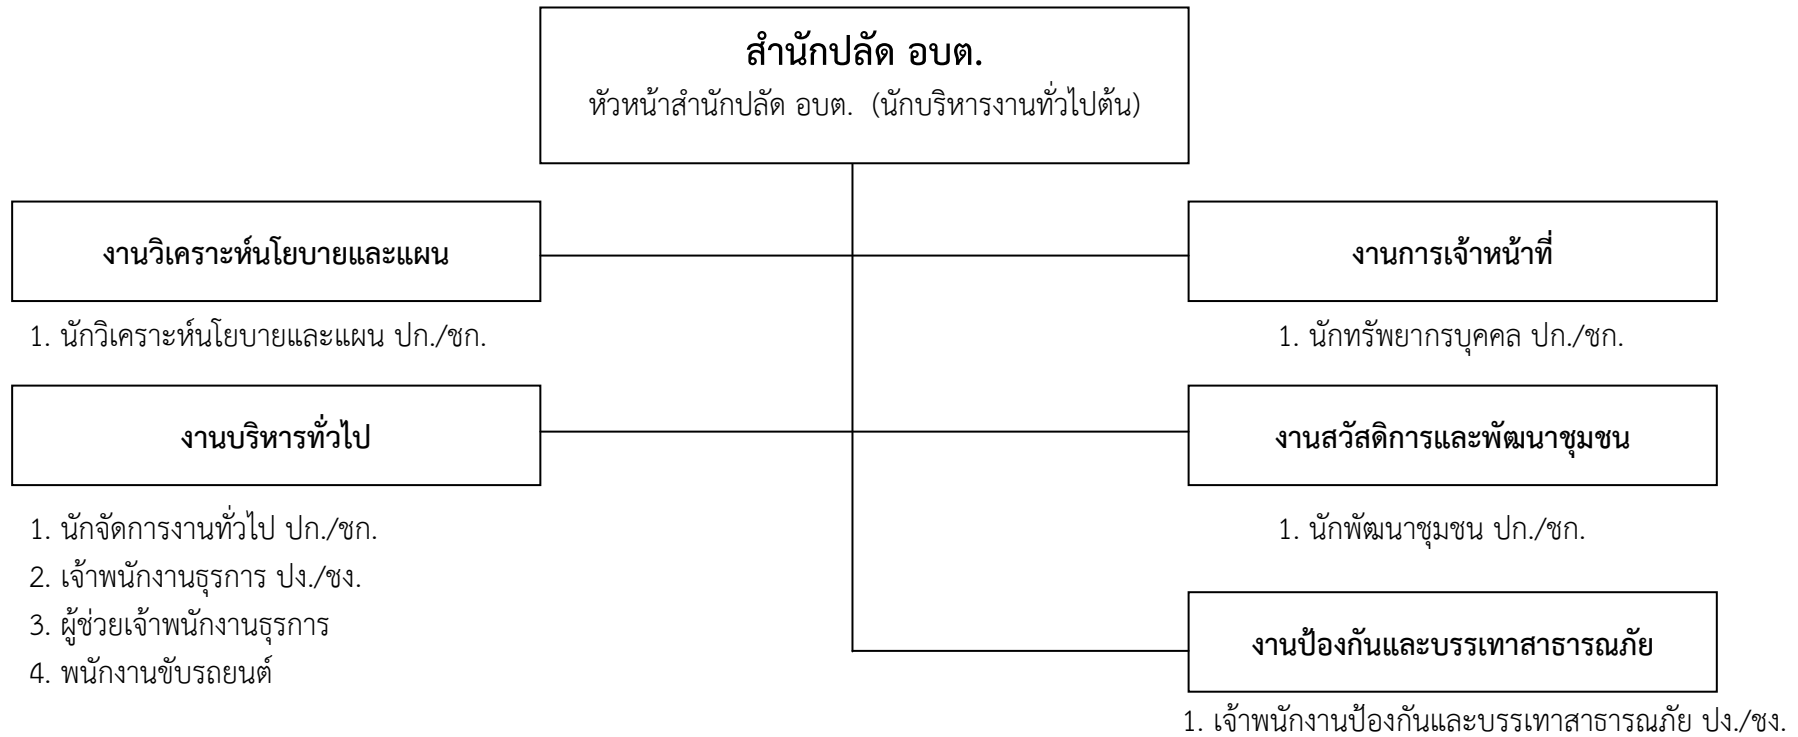 สำนักปลัด อบต.
หัวหน้าสำนักปลัด อบต. (นักบริหารงานทั่วไปต้น)
งานวิเคราะห์นโยบายและแผน
1. นักวิเคราะห์นโยบายและแผน ปก./ชก.
งานบริหารทั่วไป
1. นักจัดการงานทั่วไป ปก./ชก.
2. เจ้าพนักงานธุรการ ปง./ชง.
3. ผู้ช่วยเจ้าพนักงานธุรการ
4. พนักงานขับรถยนต์
งานการเจ้าหน้าที่
1. นักทรัพยากรบุคคล ปก./ชก.
งานสวัสดิการและพัฒนาชุมชน
1. นักพัฒนาชุมชน ปก./ชก.
งานป้องกันและบรรเทาสาธารณภัย
1. เจ้าพนักงานป้องกันและบรรเทาสาธารณภัย ปง./ชง.